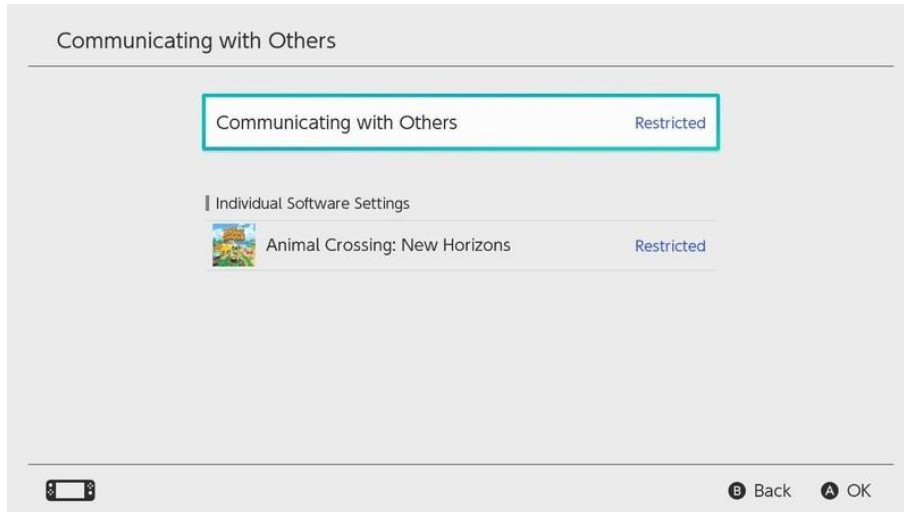 Communicating with Others
Communicating with Others Restricted
Individual Software Settings
Animal Crossing: New Horizons Restricted
B Back A OK